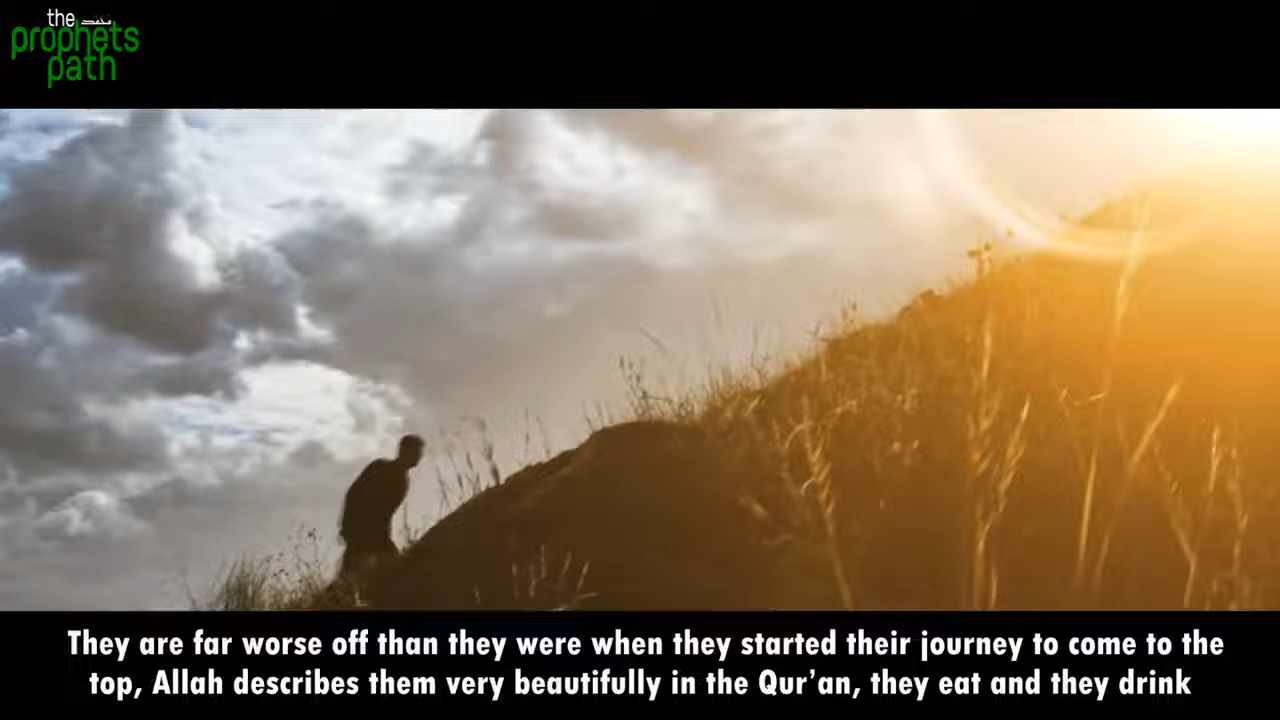 the محمد
prophets
path
They are far worse off than they were when they started their journey to come to the
top, Allah describes them very beautifully in the Qur’an, they eat and they drink